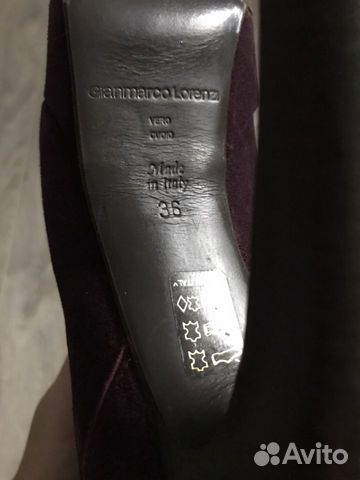 Gianmarco Lorenzi
VERO
CUOIO
Made
in Italy
36
Avito